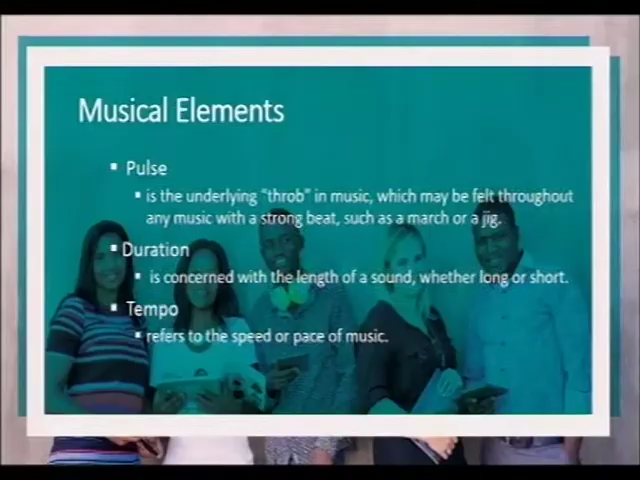 Musical Elements
▪ Pulse
▪ is the underlying “throb” in music, which may be felt throughout
any music with a strong beat, such as a march or a jig.
▪ Duration
▪ is concerned with the length of a sound, whether long or short.
▪ Tempo
▪ refers to the speed or pace of music.